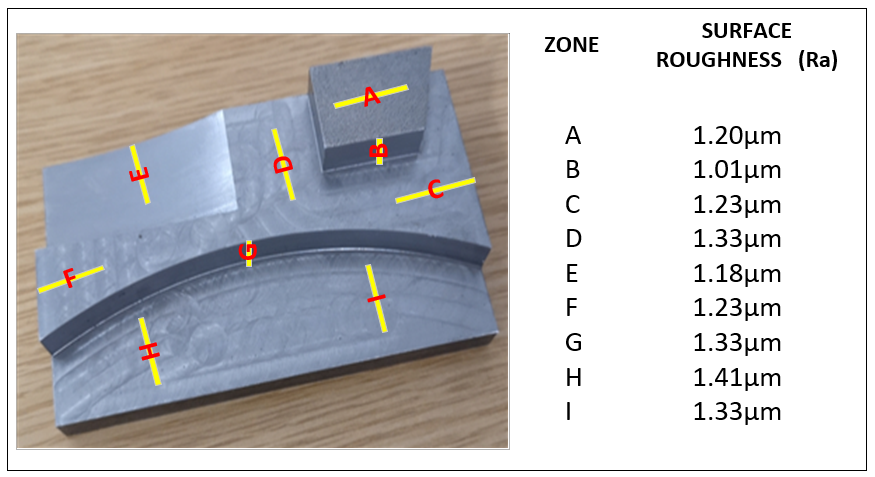 ZONE
SURFACE
ROUGHNESS (Ra)
A 1.20µm
B 1.01µm
C 1.23µm
D 1.33µm
E 1.18µm
F 1.23µm
G 1.33µm
H 1.41µm
I 1.33µm
A
B
C
D
E
F
G
H
I